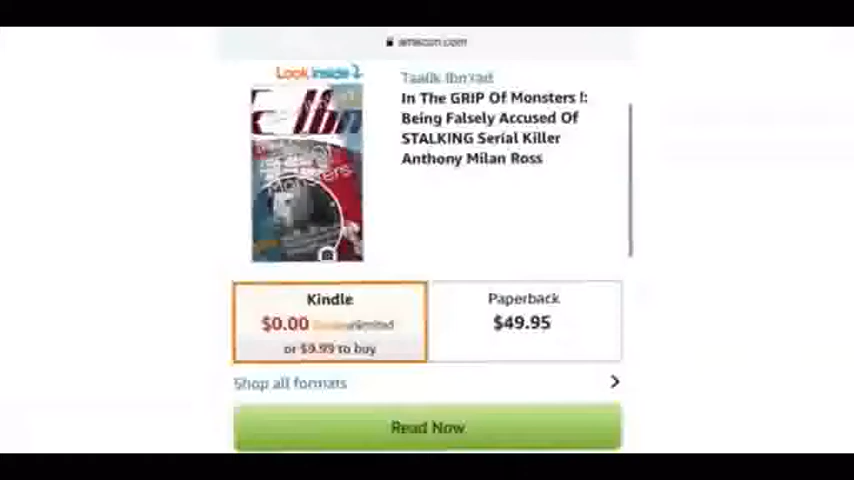 amazon.com
Look inside
Taalik Ibn'rad
In The GRIP Of Monsters I:
Being Falsely Accused Of
STALKING Serial Killer
Anthony Milan Ross
Kindle
Paperback
$0.00 unlimited
$49.95
or $9.99 to buy
Shop all formats
Read Now